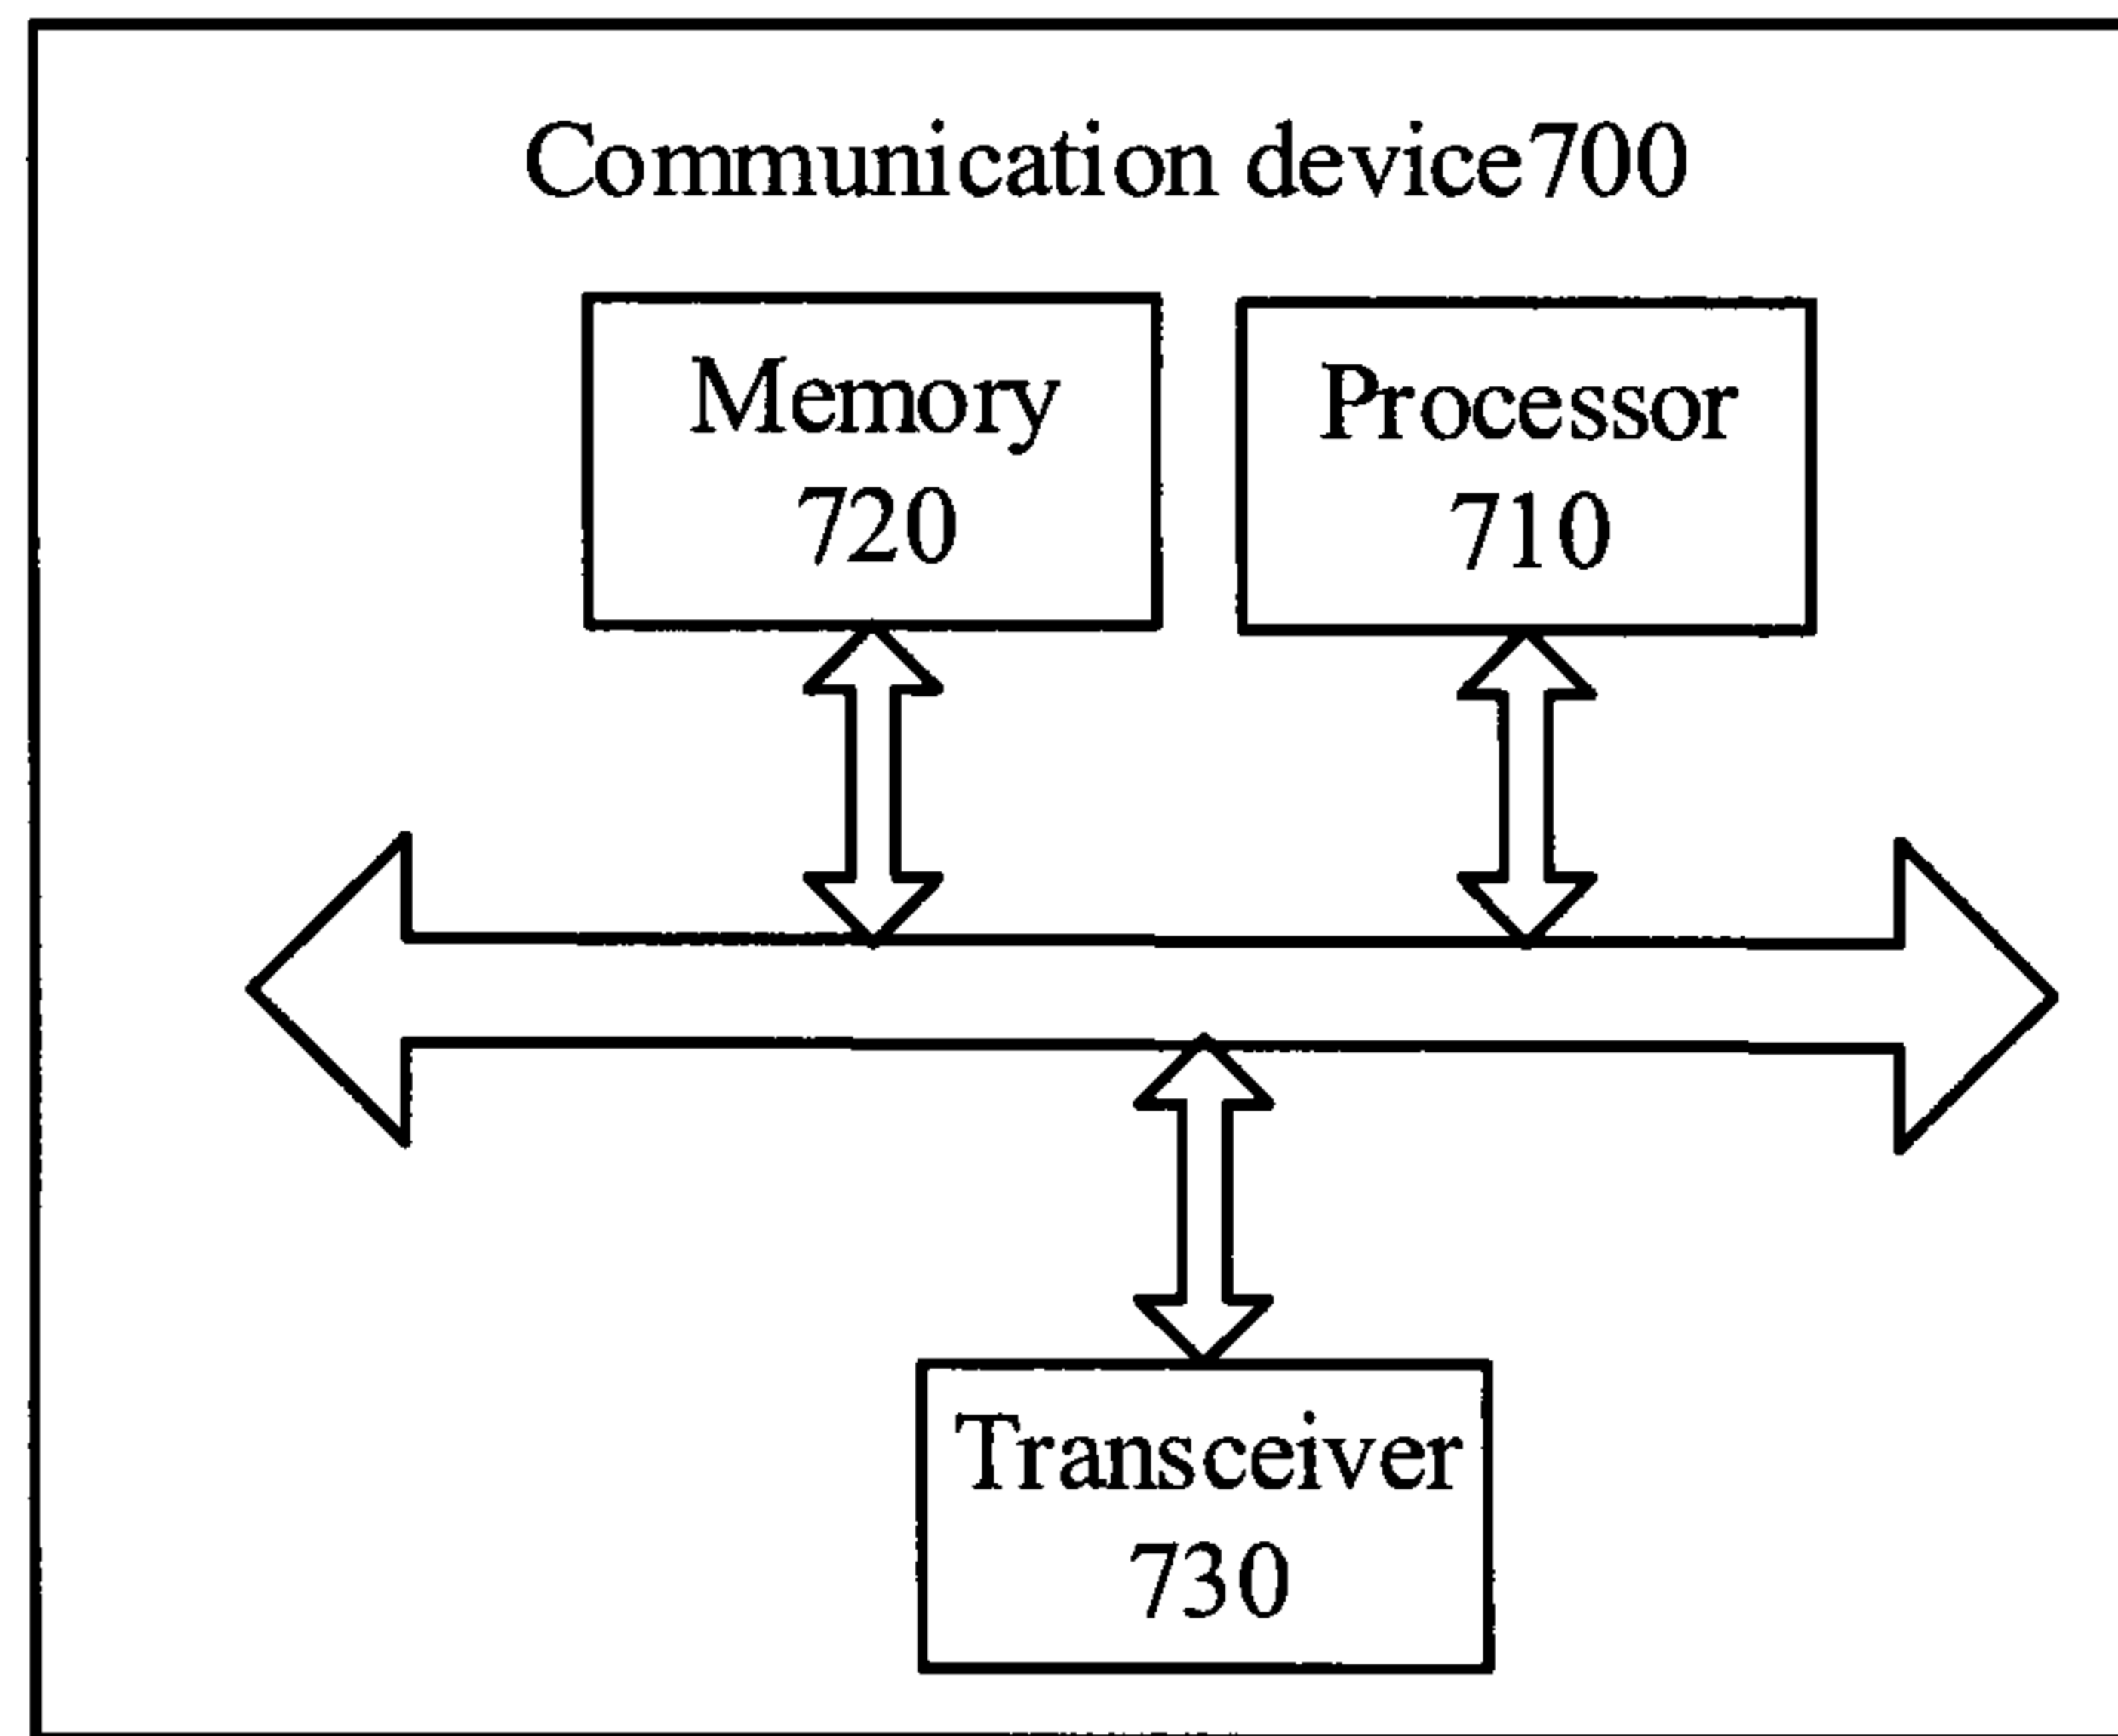 Communication device700
Memory
720
Processor
710
Transceiver
730